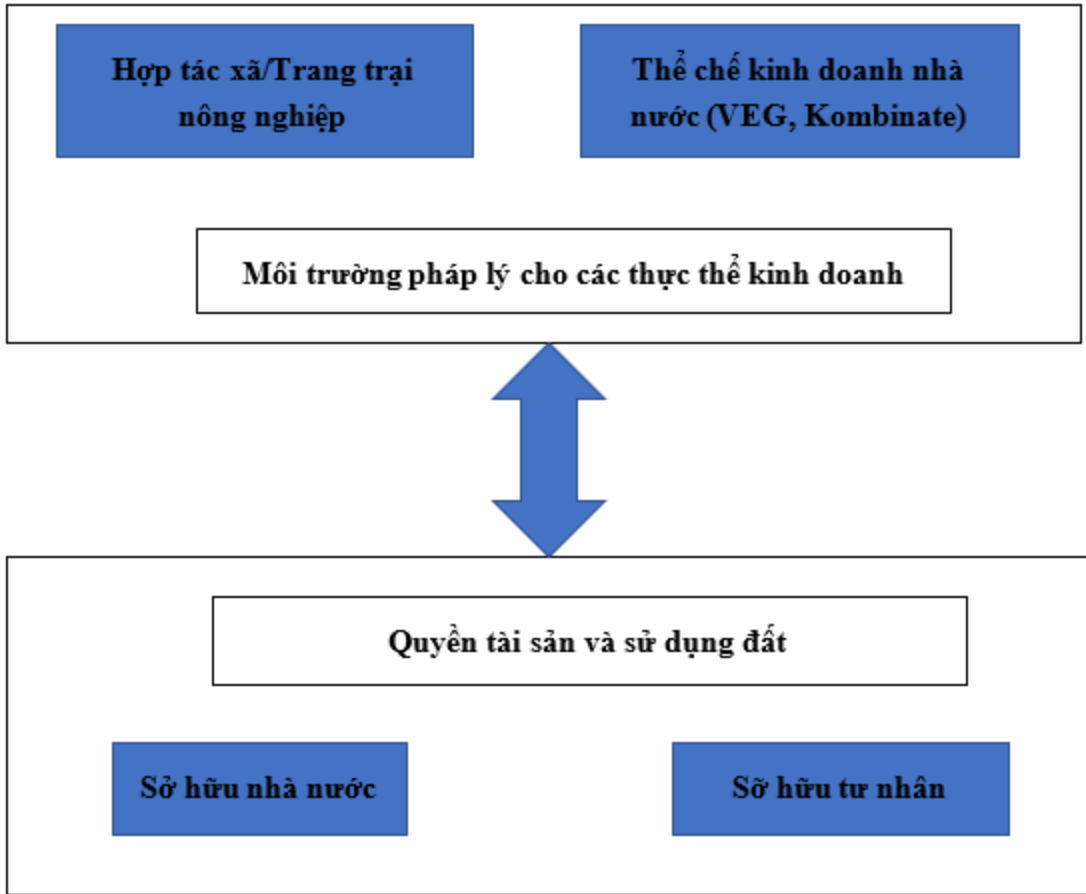 Hợp tác xã/Trang trại
nông nghiệp
Thể chế kinh doanh nhà
nước (VEG, Kombinate)
Môi trường pháp lý cho các thực thể kinh doanh
Quyền tài sản và sử dụng đất
Sở hữu nhà nước
Sỡ hữu tư nhân